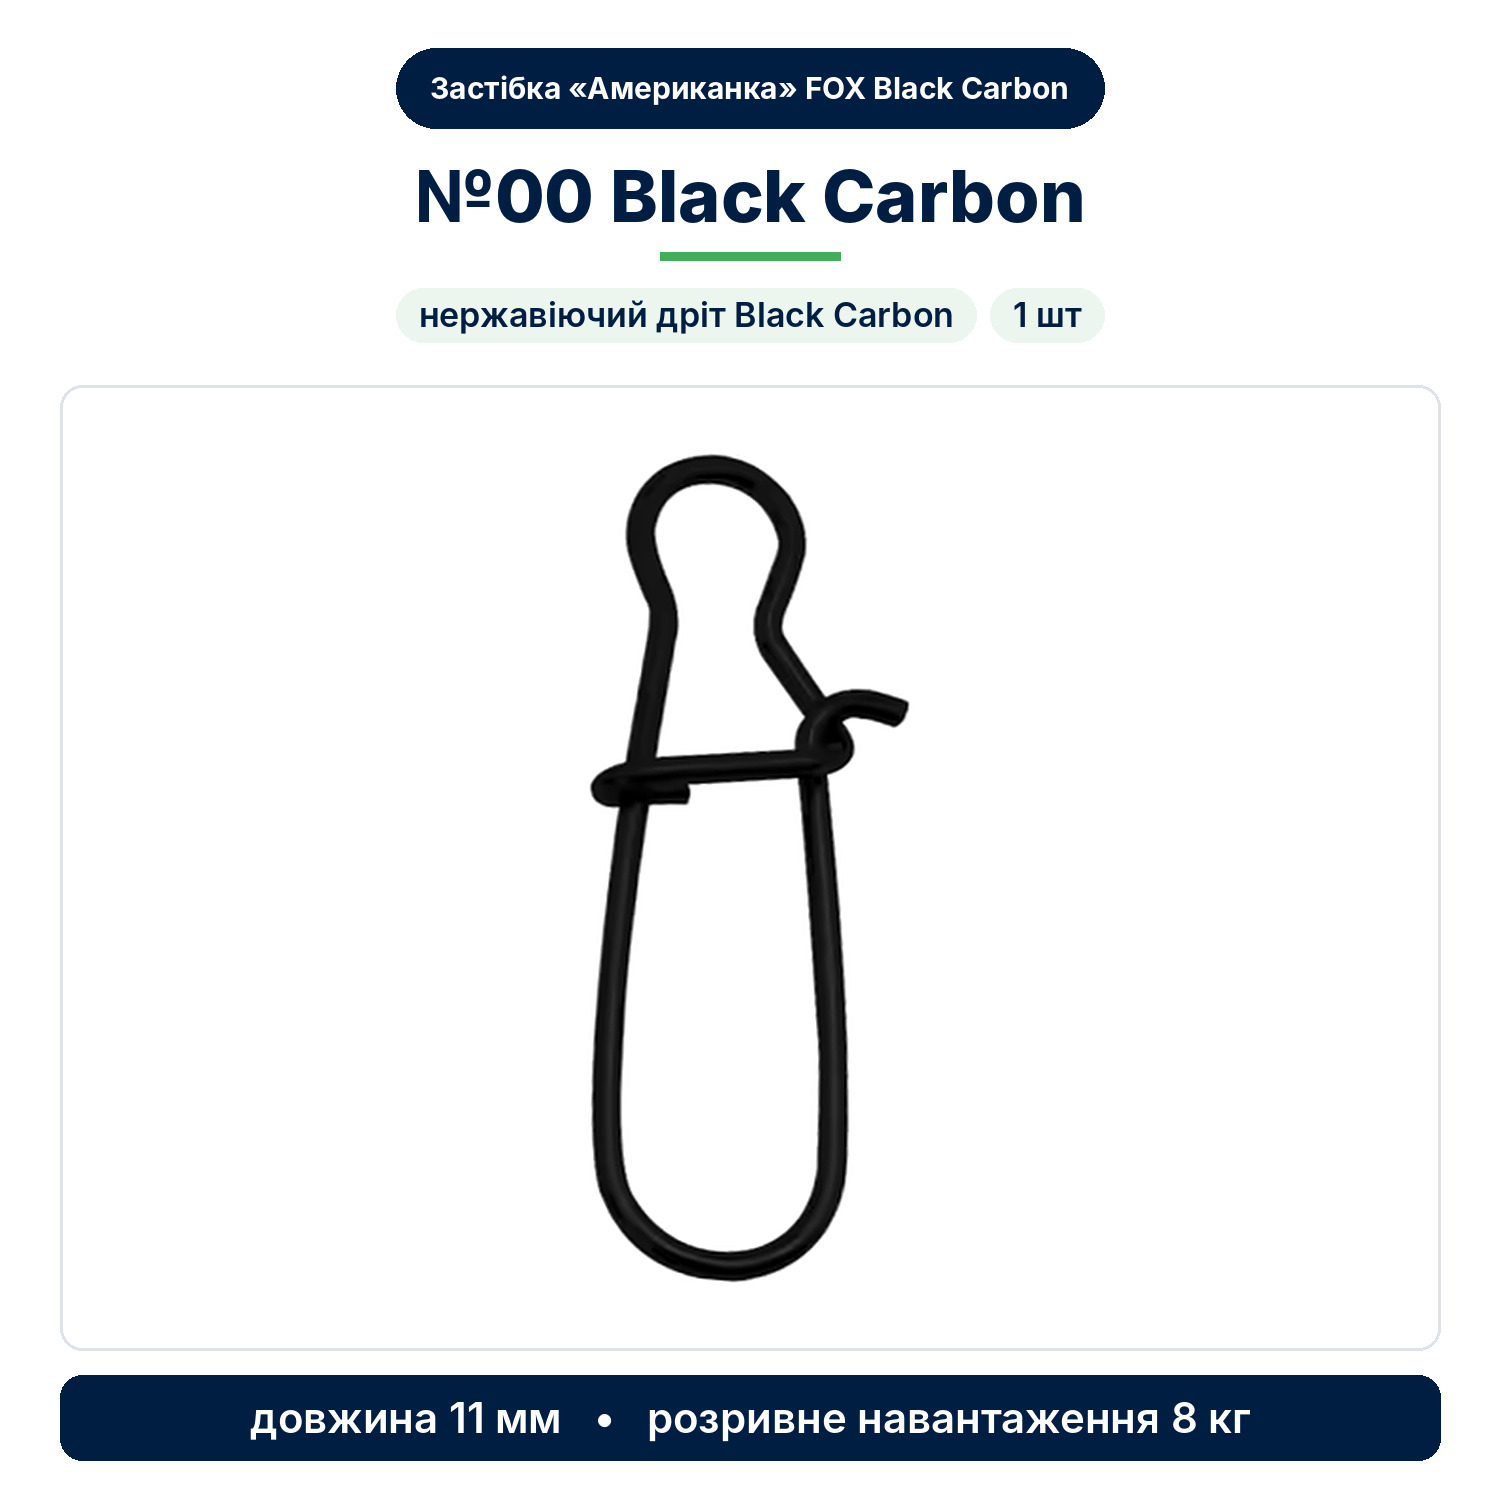 Застібка «Американка» FOX Black Carbon
№00 Black Carbon
нержавіючий дріт Black Carbon 1 шт
довжина 11 мм • розривне навантаження 8 кг